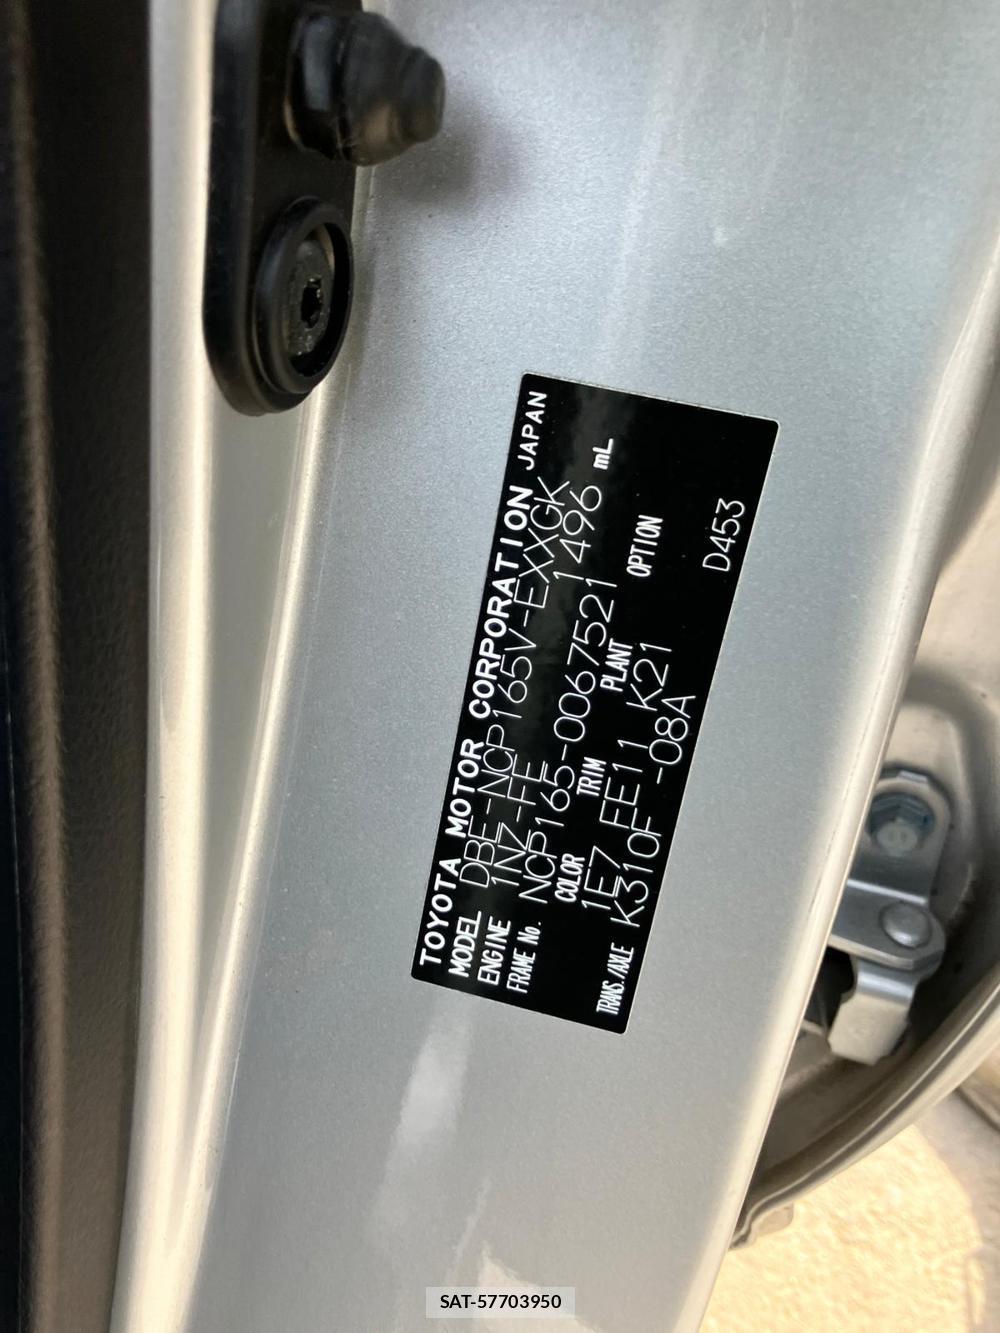 TOYOTA MOTOR CORPORATION JAPAN
MODEL DBE-NCP165V-EXXGK
ENGINE 1NZ-FE 1496 mL
FRAME No. NCP165-0067521
COLOR TRIM PLANT OPTION
1E7 FE11 K21
TRANS./AXLE K310F -08A D453
SAT-57703950